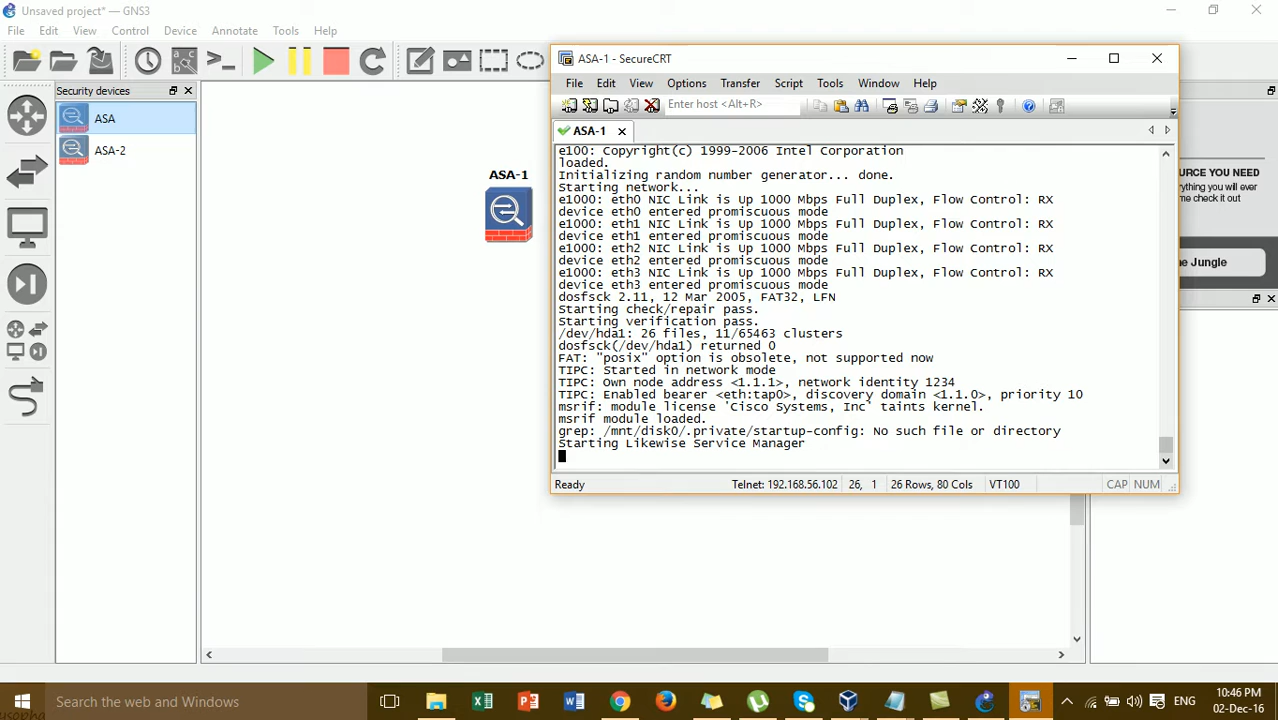 Unsaved project* — GNS3
File Edit View Control Device Annotate Tools Help
Security devices
ASA
ASA-2
ASA-1
ASA-1 - SecureCRT
File Edit View Options Transfer Script Tools Window Help
Enter host <Alt+R>
ASA-1
e100: Copyright(c) 1999-2006 Intel Corporation
loaded.
Initializing random number generator... done.
Starting network...
e1000: eth0 NIC Link is Up 1000 Mbps Full Duplex, Flow Control: RX
device eth0 entered promiscuous mode
e1000: eth1 NIC Link is Up 1000 Mbps Full Duplex, Flow Control: RX
device eth1 entered promiscuous mode
e1000: eth2 NIC Link is Up 1000 Mbps Full Duplex, Flow Control: RX
device eth2 entered promiscuous mode
e1000: eth3 NIC Link is Up 1000 Mbps Full Duplex, Flow Control: RX
device eth3 entered promiscuous mode
dosfsck 2.11, 12 Mar 2005, FAT32, LFN
Starting check/repair pass.
Starting verification pass.
/dev/hda1: 26 files, 11/65463 clusters
dosfsck(/dev/hda1) returned 0
FAT: "posix" option is obsolete, not supported now
TIPC: Started in network mode
TIPC: Own node address <1.1.1>, network identity 1234
TIPC: Enabled bearer <eth:tap0>, discovery domain <1.1.0>, priority 10
msrif: module license 'Cisco Systems, Inc' taints kernel.
msrif module loaded.
grep: /mnt/disk0/.private/startup-config: No such file or directory
Starting Likewise Service Manager
Ready Telnet: 192.168.56.102 26, 1 26 Rows, 80 Cols VT100 CAP NUM
URCE YOU NEED
rything you will ever
me check it out
he Jungle
Search the web and Windows
ENG
10:46 PM
02-Dec-16